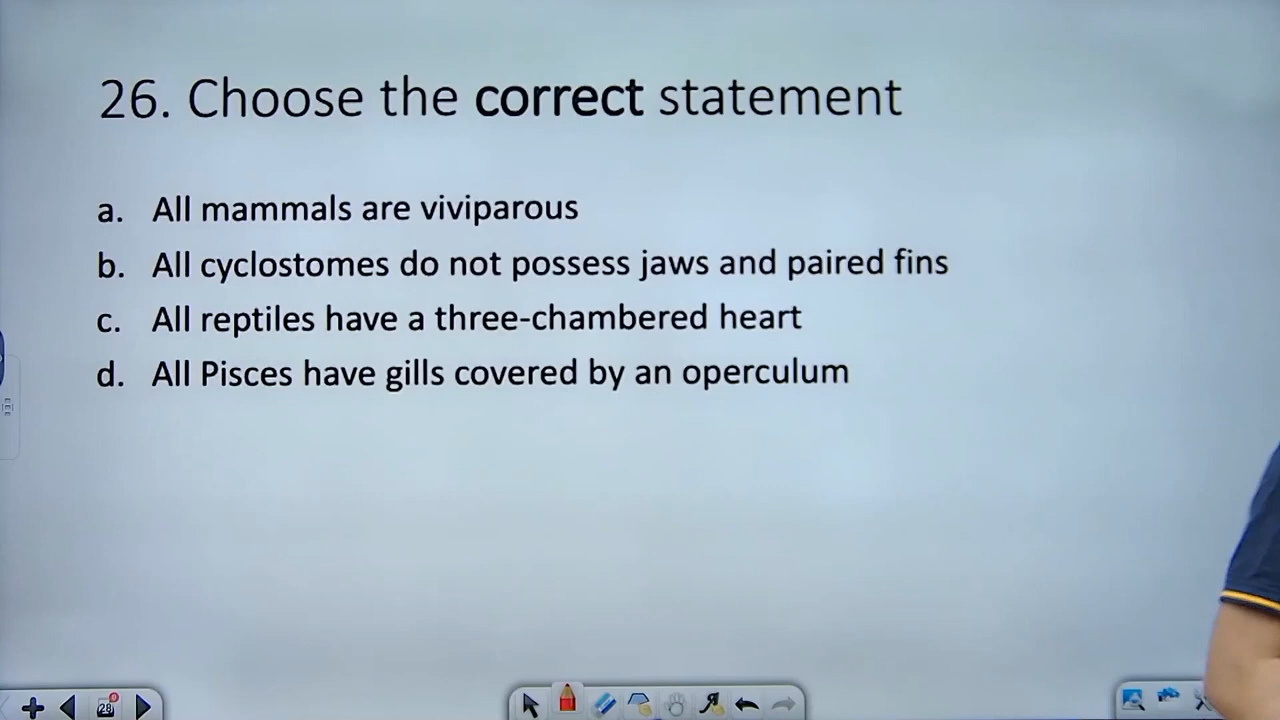 26. Choose the correct statement
a. All mammals are viviparous
b. All cyclostomes do not possess jaws and paired fins
c. All reptiles have a three-chambered heart
d. All Pisces have gills covered by an operculum
28